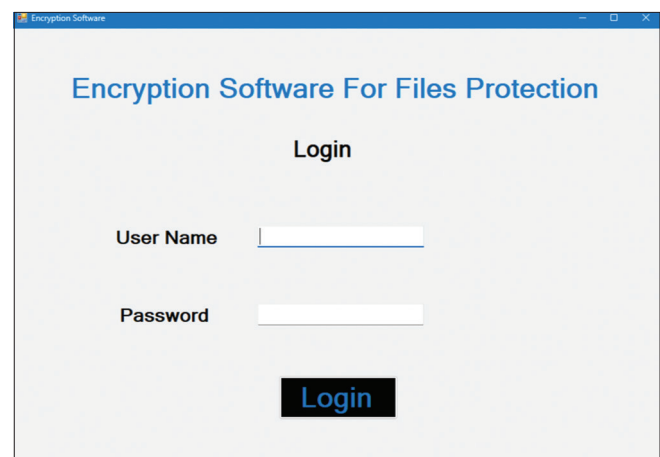 Encryption Software
Encryption Software For Files Protection
Login
User Name
Password
Login